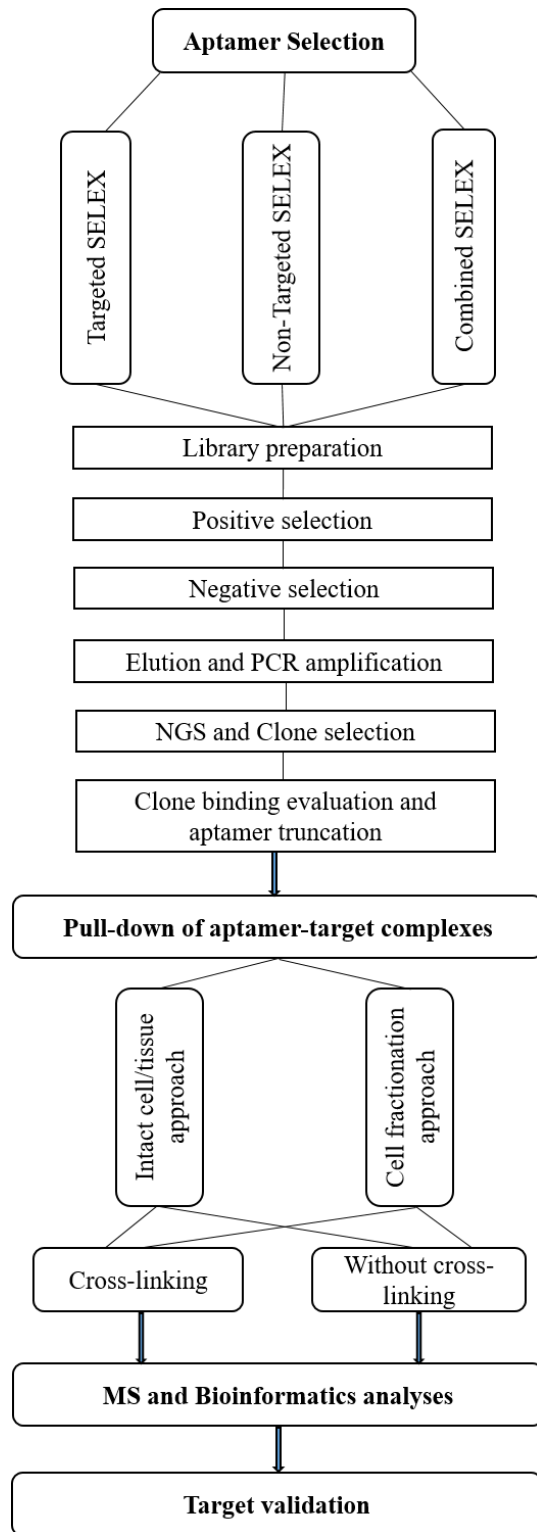 Aptamer Selection
Targeted SELEX
Non-Targeted SELEX
Combined SELEX
Library preparation
Positive selection
Negative selection
Elution and PCR amplification
NGS and Clone selection
Clone binding evaluation and
aptamer truncation
Pull-down of aptamer-target complexes
Intact cell/tissue
approach
Cell fractionation
approach
Cross-linking
Without cross-
linking
MS and Bioinformatics analyses
Target validation